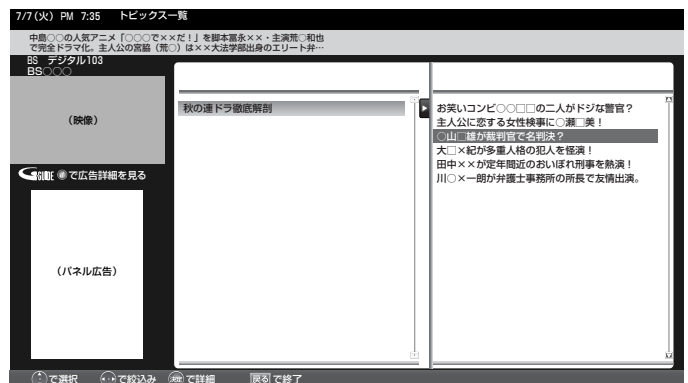 7/7(火) PM 7:35 トピックス一覧
中島○○の人気アニメ「○○○で××だ！」を脚本冨永××・主演荒○和也
で完全ドラマ化。主人公の宮脇（荒○）は××大法学部出身のエリート弁…
BS デジタル103
BS○○○
（映像）
G GUIDE で広告詳細を見る
（パネル広告）
秋の連ドラ徹底解剖
お笑いコンビ○○□□の二人がドジな警官？
主人公に恋する女性検事に○瀬□美！
○山□雄が裁判官で名判決？
大□×紀が多重人格の犯人を怪演！
田中××が定年間近のおいぼれ刑事を熱演！
川○×一朗が弁護士事務所の所長で友情出演。
で選択 で絞込み 決定 で詳細 戻る で終了